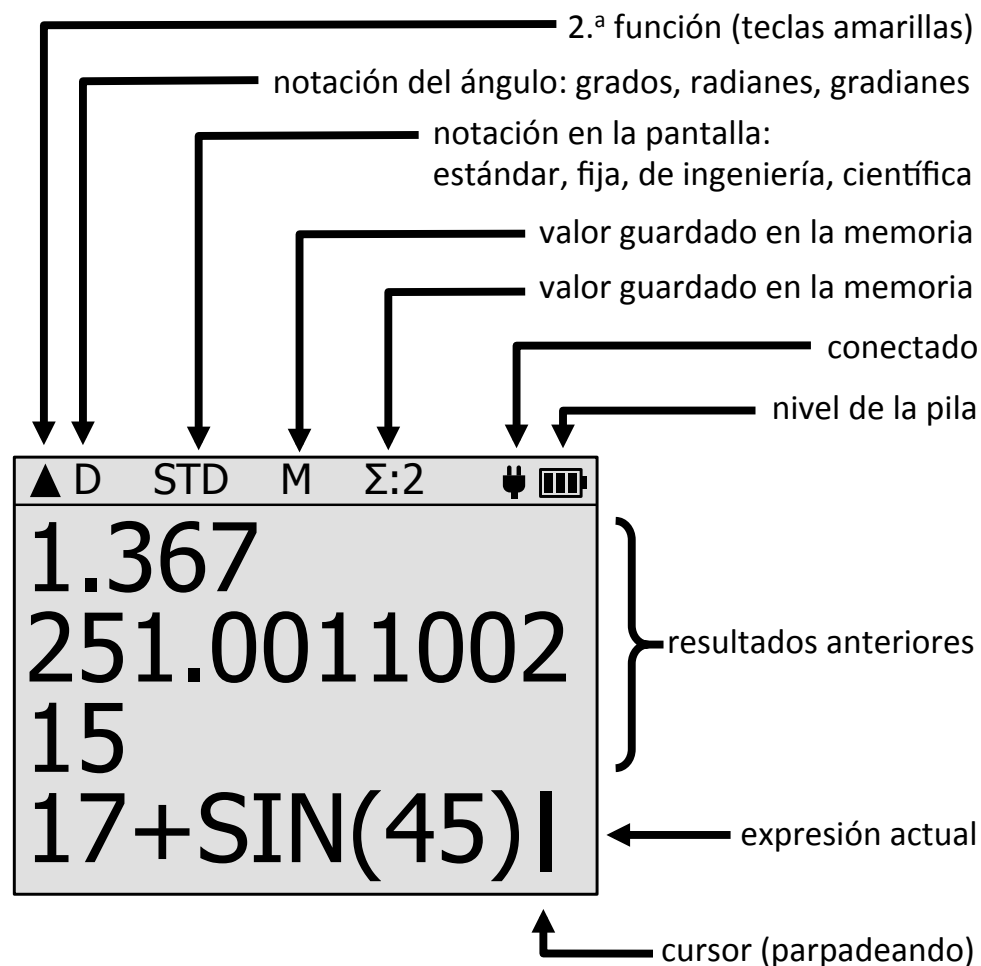 2.ª función (teclas amarillas)
notación del ángulo: grados, radianes, gradianes
notación en la pantalla:
estándar, fija, de ingeniería, científica
valor guardado en la memoria
valor guardado en la memoria
conectado
nivel de la pila
▲ D STD M Σ:2
1.367
251.0011002
15
resultados anteriores
17+SIN(45)
expresión actual
cursor (parpadeando)